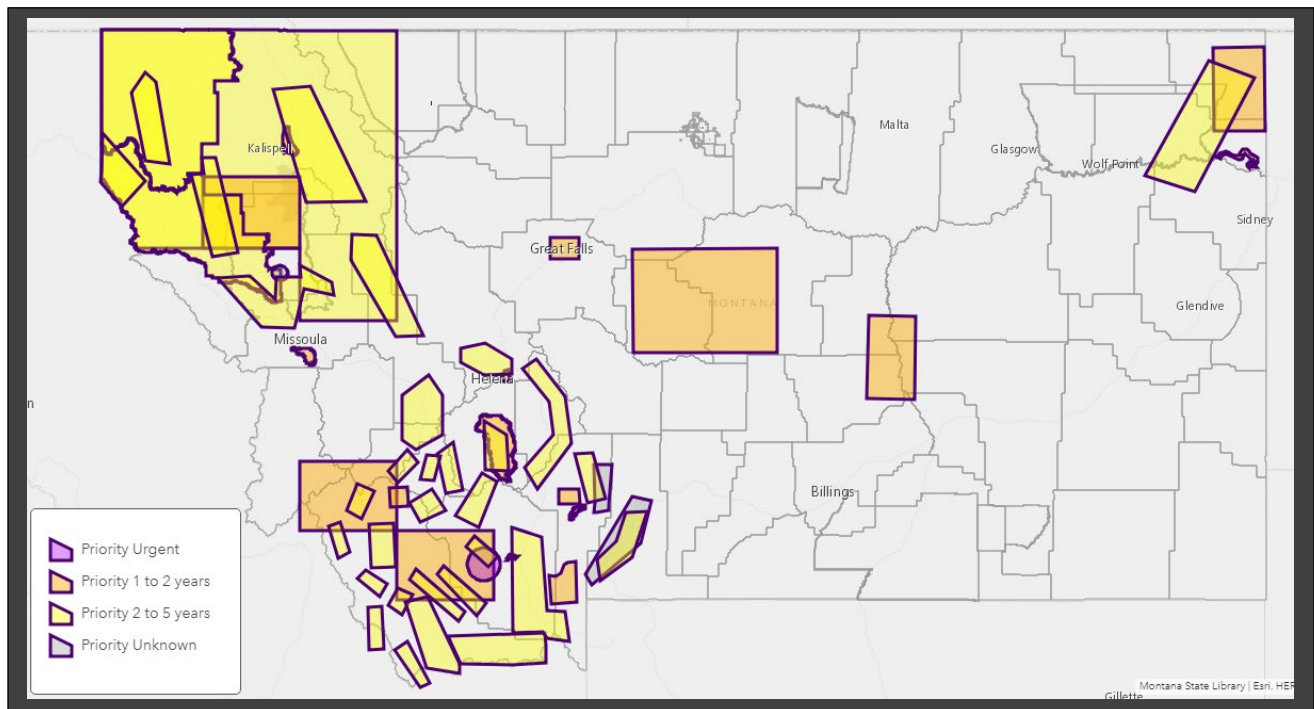 Malta
Kalispell
Glasgow
Wolf Point
Sidney
Great Falls
MONTANA
Glendive
Missoula
Helena
n
Billings
Priority Urgent
Priority 1 to 2 years
Priority 2 to 5 years
Priority Unknown
Montana State Library | Esri, HER
Gillette